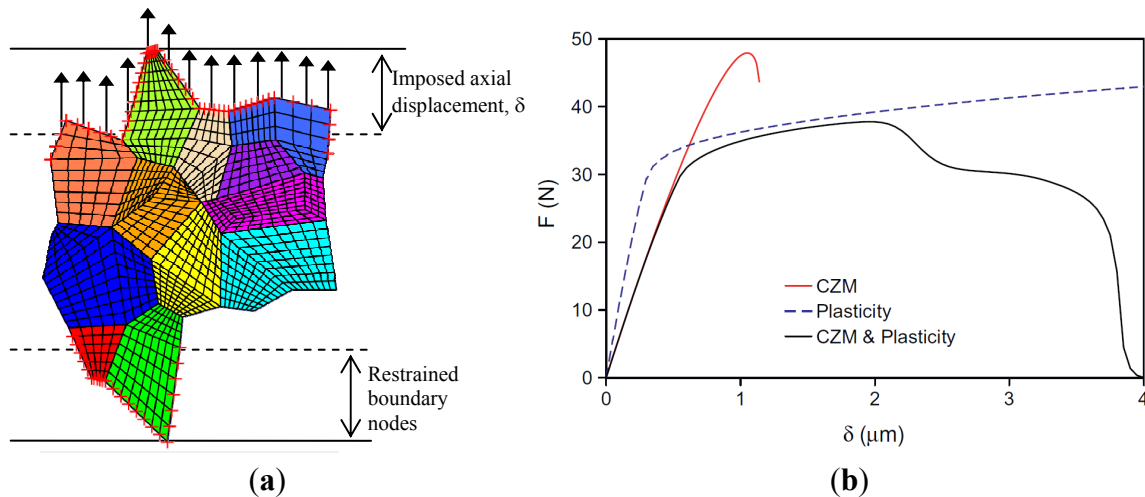 Imposed axial
displacement, δ
Restrained
boundary
nodes
(a)
F (N)
50
40
30
20
10
0
CZM
Plasticity
CZM & Plasticity
0 1 2 3 4
δ (μm)
(b)